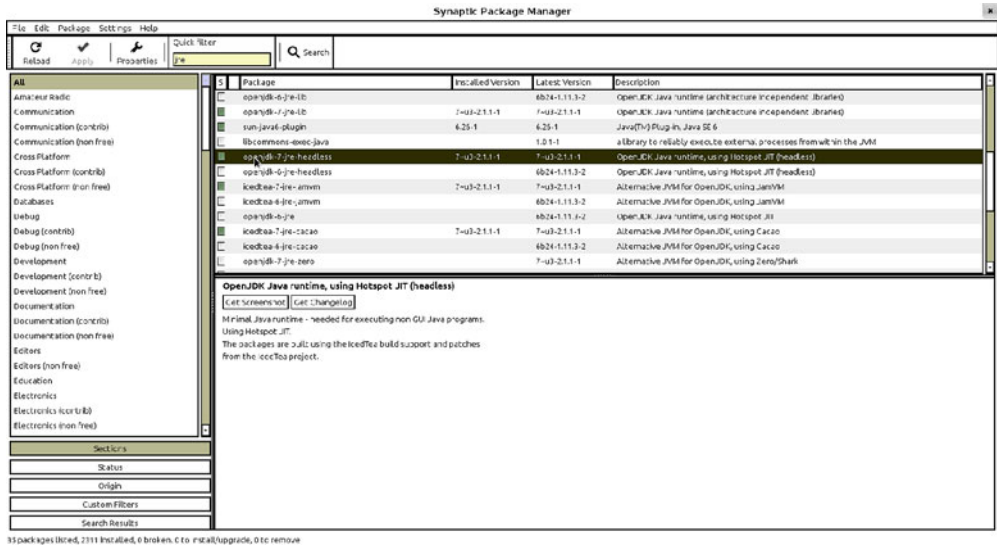 Synaptic Package Manager
File Edit Package Settings Help
Reload Apply Properties Quick filter jre Search
All
Amateur Radio
Communication
Communication (contrib)
Communication (non free)
Cross Platform
Cross Platform (contrib)
Cross Platform (non free)
Databases
Debug
Debug (contrib)
Debug (non free)
Development
Development (contrib)
Development (non free)
Documentation
Documentation (contrib)
Documentation (non free)
Editors
Editors (non free)
Education
Electronics
Electronics (contrib)
Electronics (non free)
Sections
Status
Origin
Custom Filters
Search Results
S Package Installed Version Latest Version Description
openjdk-6-jre-lib 6b24-1.11.3-2 OpenJDK Java runtime (architecture independent libraries)
openjdk-7-jre-lib 7~u3-2.1.1-1 7~u3-2.1.1-1 OpenJDK Java runtime (architecture independent libraries)
sun-java6-plugin 6.26-1 6.26-1 Java(TM) Plug-in, Java SE 6
libcommons-exec-java 1.0.1-1 a library to reliably execute external processes from within the JVM
openjdk-7-jre-headless 7~u3-2.1.1-1 7~u3-2.1.1-1 OpenJDK Java runtime, using Hotspot JIT (headless)
openjdk-6-jre-headless 6b24-1.11.3-2 OpenJDK Java runtime, using Hotspot JIT (headless)
icedtea-7-jre-jamvm 7~u3-2.1.1-1 7~u3-2.1.1-1 Alternative JVM for OpenJDK, using JamVM
icedtea-6-jre-jamvm 6b24-1.11.3-2 Alternative JVM for OpenJDK, using JamVM
openjdk-6-jre 6b24-1.11.3-2 OpenJDK Java runtime, using Hotspot JIT
icedtea-7-jre-cacao 7~u3-2.1.1-1 7~u3-2.1.1-1 Alternative JVM for OpenJDK, using Cacao
icedtea-6-jre-cacao 6b24-1.11.3-2 Alternative JVM for OpenJDK, using Cacao
openjdk-7-jre-zero 7~u3-2.1.1-1 Alternative JVM for OpenJDK, using Zero/Shark
OpenJDK Java runtime, using Hotspot JIT (headless)
Get Screenshot Get Changelog
Minimal Java runtime - needed for executing non GUI Java programs.
Using Hotspot JIT.
The packages are built using the IcedTea build support and patches
from the IcedTea project.
packages listed, 2311 installed, 0 broken. 0 to install/upgrade, 0 to remove